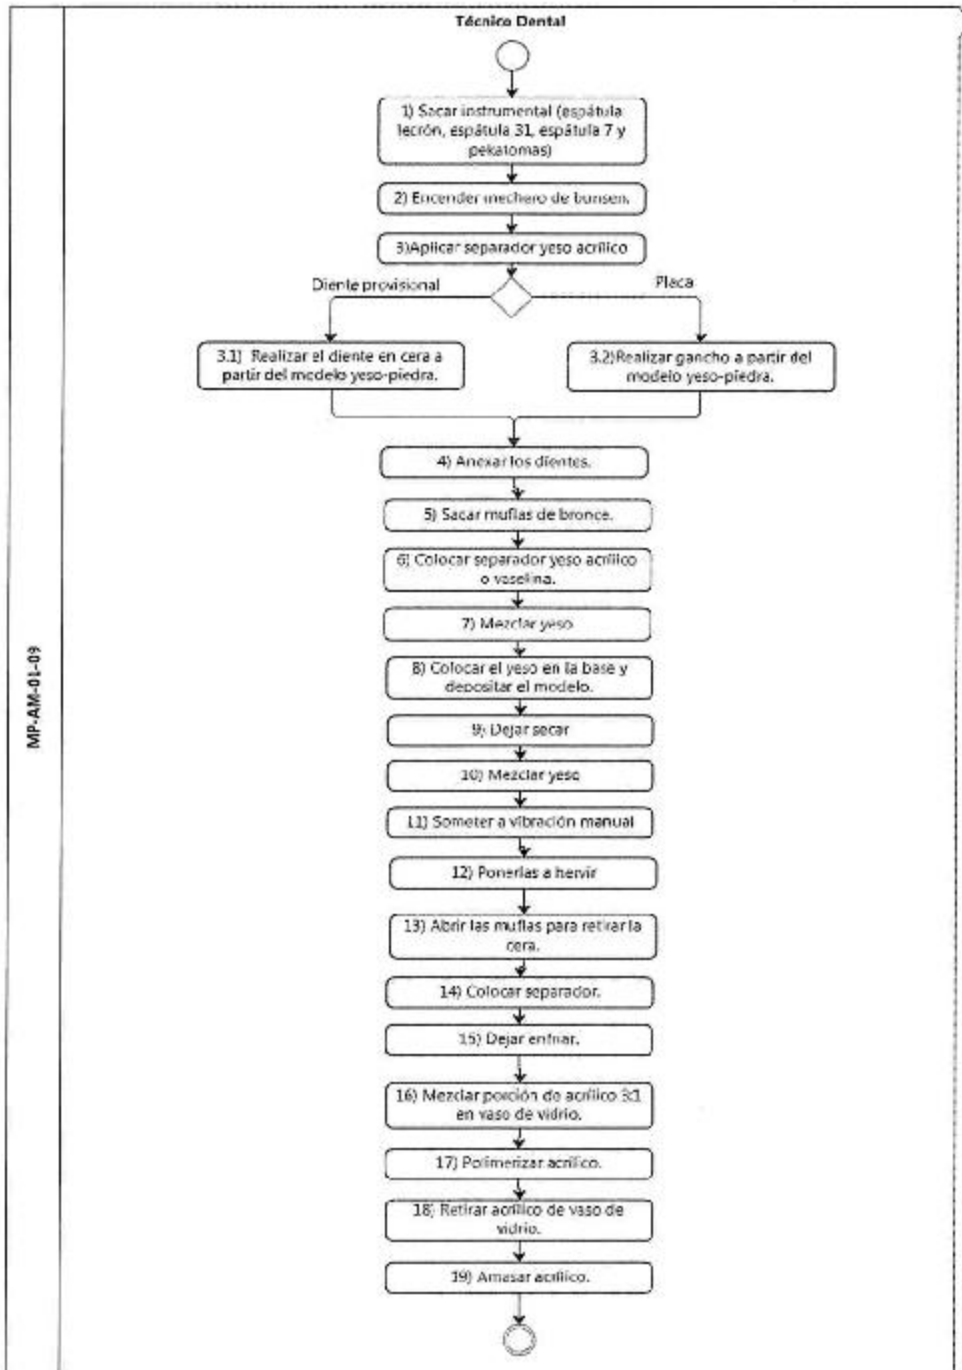 Técnico Dental
1) Sacar instrumental (espátula
lecrón, espátula 31, espátula 7 y
pekatomas)
2) Encender mechero de bunsen.
3)Aplicar separador yeso acrílico
Diente provisional
Placa
3.1) Realizar el diente en cera a
partir del modelo yeso-piedra.
3.2)Realizar gancho a partir del
modelo yeso-piedra.
4) Anexar los dientes.
5) Sacar muflas de bronce.
6) Colocar separador yeso acrílico
o vaselina.
7) Mezclar yeso
8) Colocar el yeso en la base y
depositar el modelo.
9) Dejar secar
10) Mezclar yeso
11) Someter a vibración manual
12) Ponerlas a hervir
13) Abrir las muflas para retirar la
cera.
14) Colocar separador.
15) Dejar enfriar.
16) Mezclar porción de acrílico 3:1
en vaso de vidrio.
17) Polimerizar acrílico.
18) Retirar acrílico de vaso de
vidrio.
19) Amasar acrílico.
MP-AM-01-09